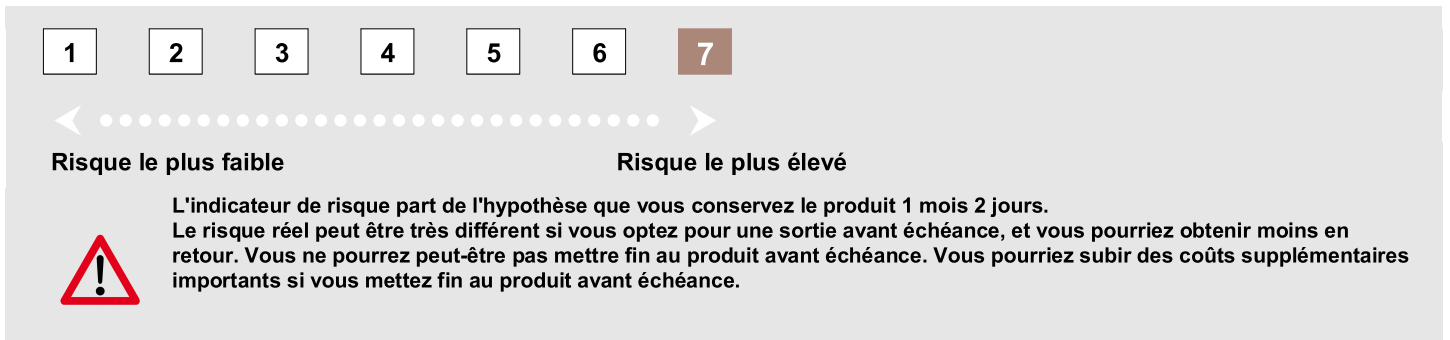 1 2 3 4 5 6 7
Risque le plus faible Risque le plus élevé
L'indicateur de risque part de l'hypothèse que vous conservez le produit 1 mois 2 jours.
Le risque réel peut être très différent si vous optez pour une sortie avant échéance, et vous pourriez obtenir moins en
retour. Vous ne pourrez peut-être pas mettre fin au produit avant échéance. Vous pourriez subir des coûts supplémentaires
importants si vous mettez fin au produit avant échéance.